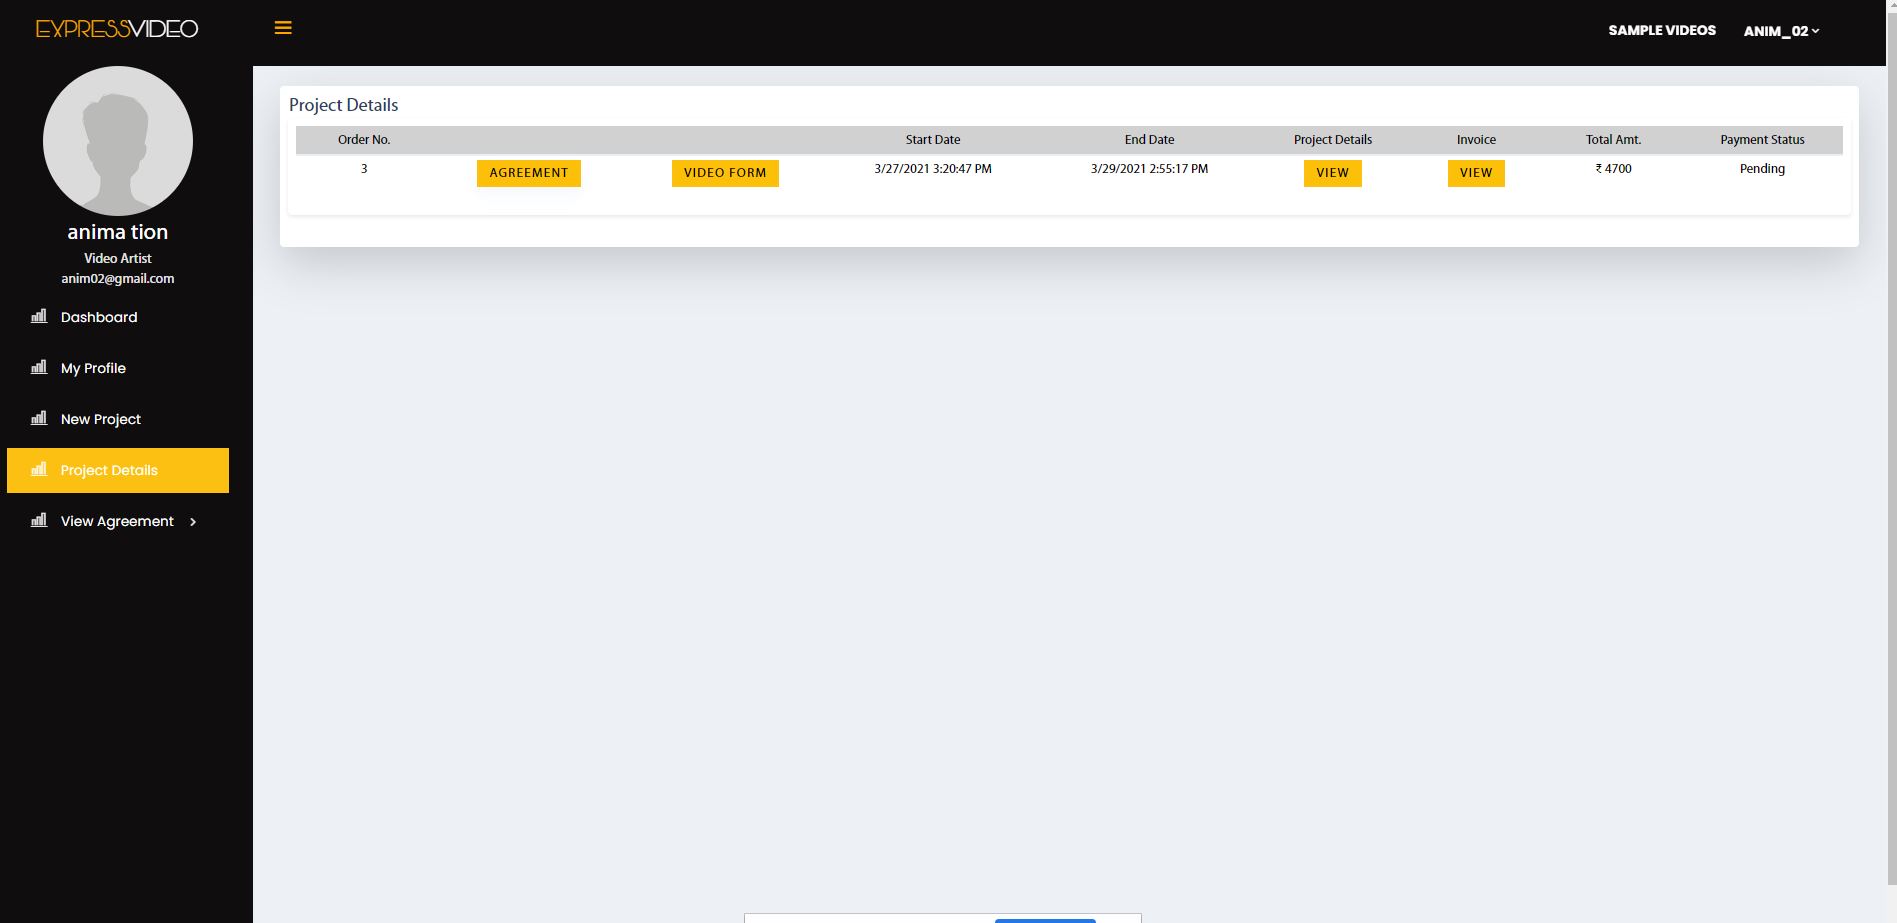 EXPRESSVIDEO
SAMPLE VIDEOS
ANIM_02
anima tion
Video Artist
anim02@gmail.com
Dashboard
My Profile
New Project
Project Details
View Agreement
Project Details
Order No. Start Date End Date Project Details Invoice Total Amt. Payment Status
3 AGREEMENT VIDEO FORM 3/27/2021 3:20:47 PM 3/29/2021 2:55:17 PM VIEW VIEW ₹ 4700 Pending